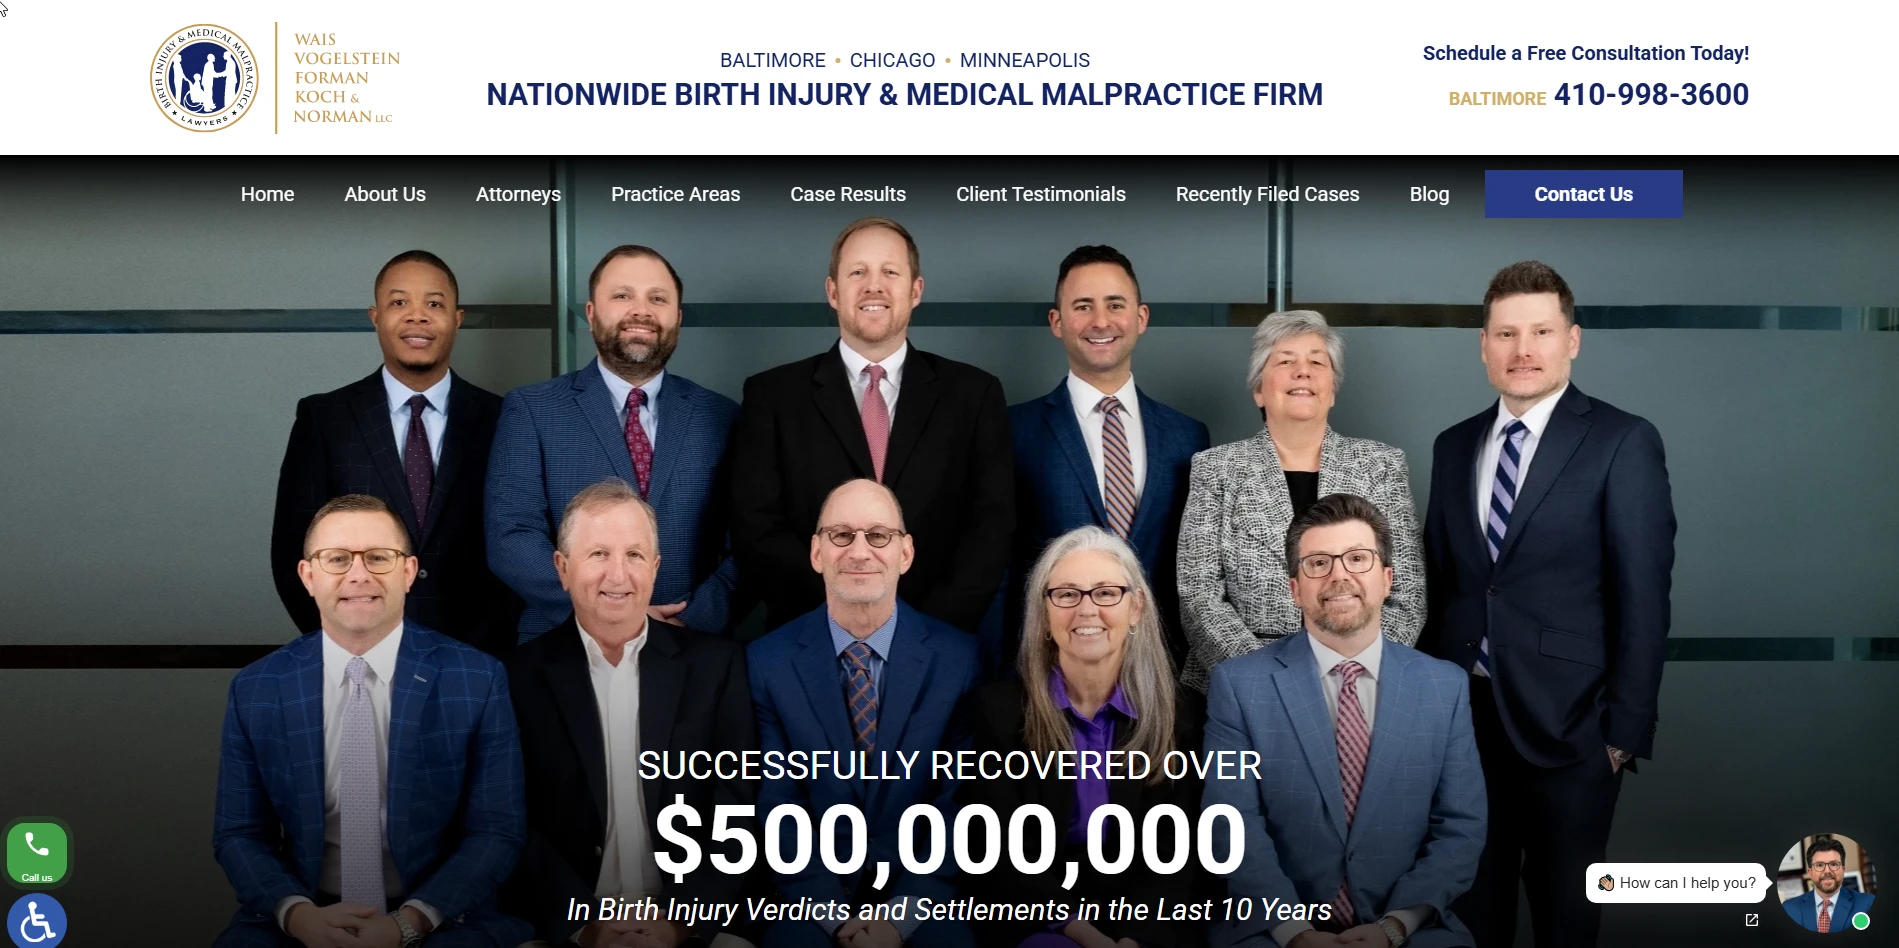 BIRTH INJURY & MEDICAL MALPRACTICE
★ LAWYERS ★
WAIS
VOGELSTEIN
FORMAN
KOCH &
NORMAN LLC
BALTIMORE • CHICAGO • MINNEAPOLIS
NATIONWIDE BIRTH INJURY & MEDICAL MALPRACTICE FIRM
Schedule a Free Consultation Today!
BALTIMORE 410-998-3600
Home About Us Attorneys Practice Areas Case Results Client Testimonials Recently Filed Cases Blog Contact Us
SUCCESSFULLY RECOVERED OVER
$500,000,000
In Birth Injury Verdicts and Settlements in the Last 10 Years
Call us
👋🏽 How can I help you?